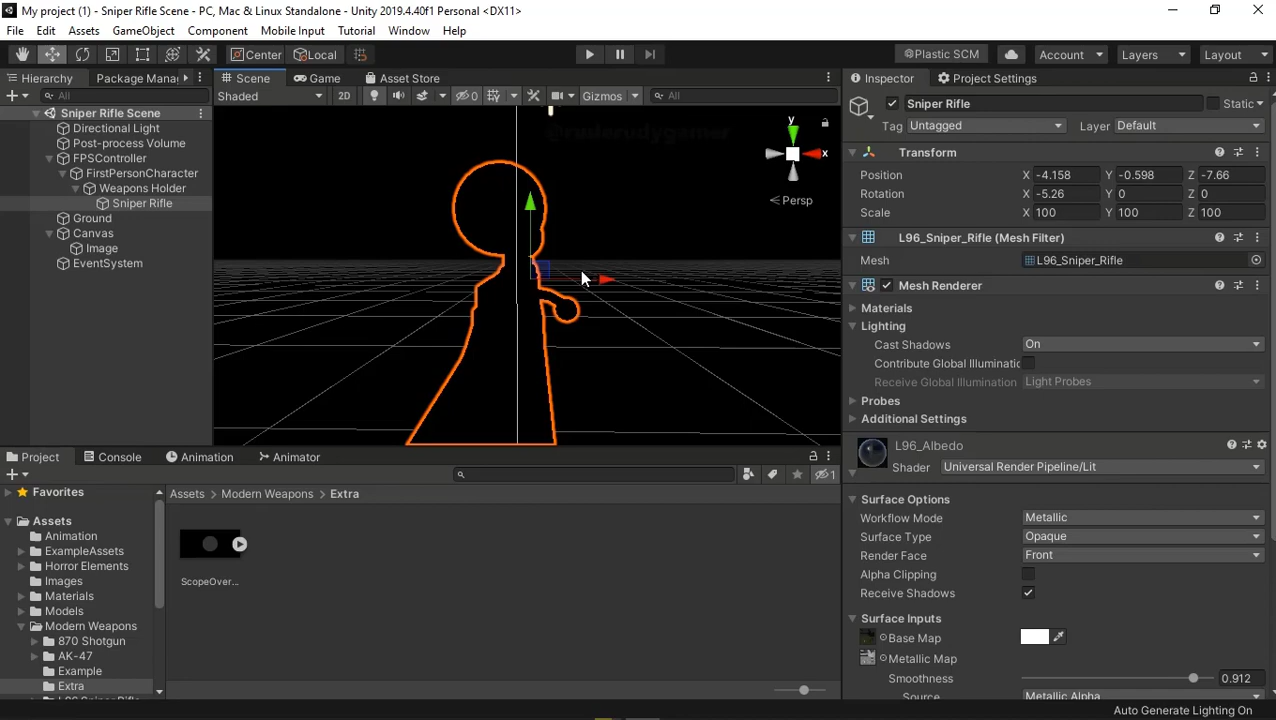 My project (1) - Sniper Rifle Scene - PC, Mac & Linux Standalone - Unity 2019.4.40f1 Personal <DX11>
File Edit Assets GameObject Component Mobile Input Tutorial Window Help
Center Local Plastic SCM Account Layers Layout
Hierarchy Package Mana Scene Game Asset Store Inspector Project Settings
All Shaded 2D 0 Gizmos All Sniper Rifle Static
Tag Untagged Layer Default
Sniper Rifle Scene
Directional Light
Post-process Volume
FPSController
FirstPersonCharacter
Weapons Holder
Sniper Rifle
Ground
Canvas
Image
EventSystem
@rusterudygamer
y
x
Persp
Transform
Position X -4.158 Y -0.598 Z -7.66
Rotation X -5.26 Y 0 Z 0
Scale X 100 Y 100 Z 100
L96_Sniper_Rifle (Mesh Filter)
Mesh L96_Sniper_Rifle
Mesh Renderer
Materials
Lighting
Cast Shadows On
Contribute Global Illuminatic
Receive Global Illumination Light Probes
Probes
Additional Settings
L96_Albedo
Shader Universal Render Pipeline/Lit
Surface Options
Workflow Mode Metallic
Surface Type Opaque
Render Face Front
Alpha Clipping
Receive Shadows
Surface Inputs
Base Map
Metallic Map
Smoothness 0.912
Source Metallic Alpha
Project Console Animation Animator
1
Favorites
Assets
Animation
ExampleAssets
Horror Elements
Images
Materials
Models
Modern Weapons
870 Shotgun
AK-47
Example
Extra
L96 Sniper Rifle
Assets Modern Weapons Extra
ScopeOver...
Auto Generate Lighting On